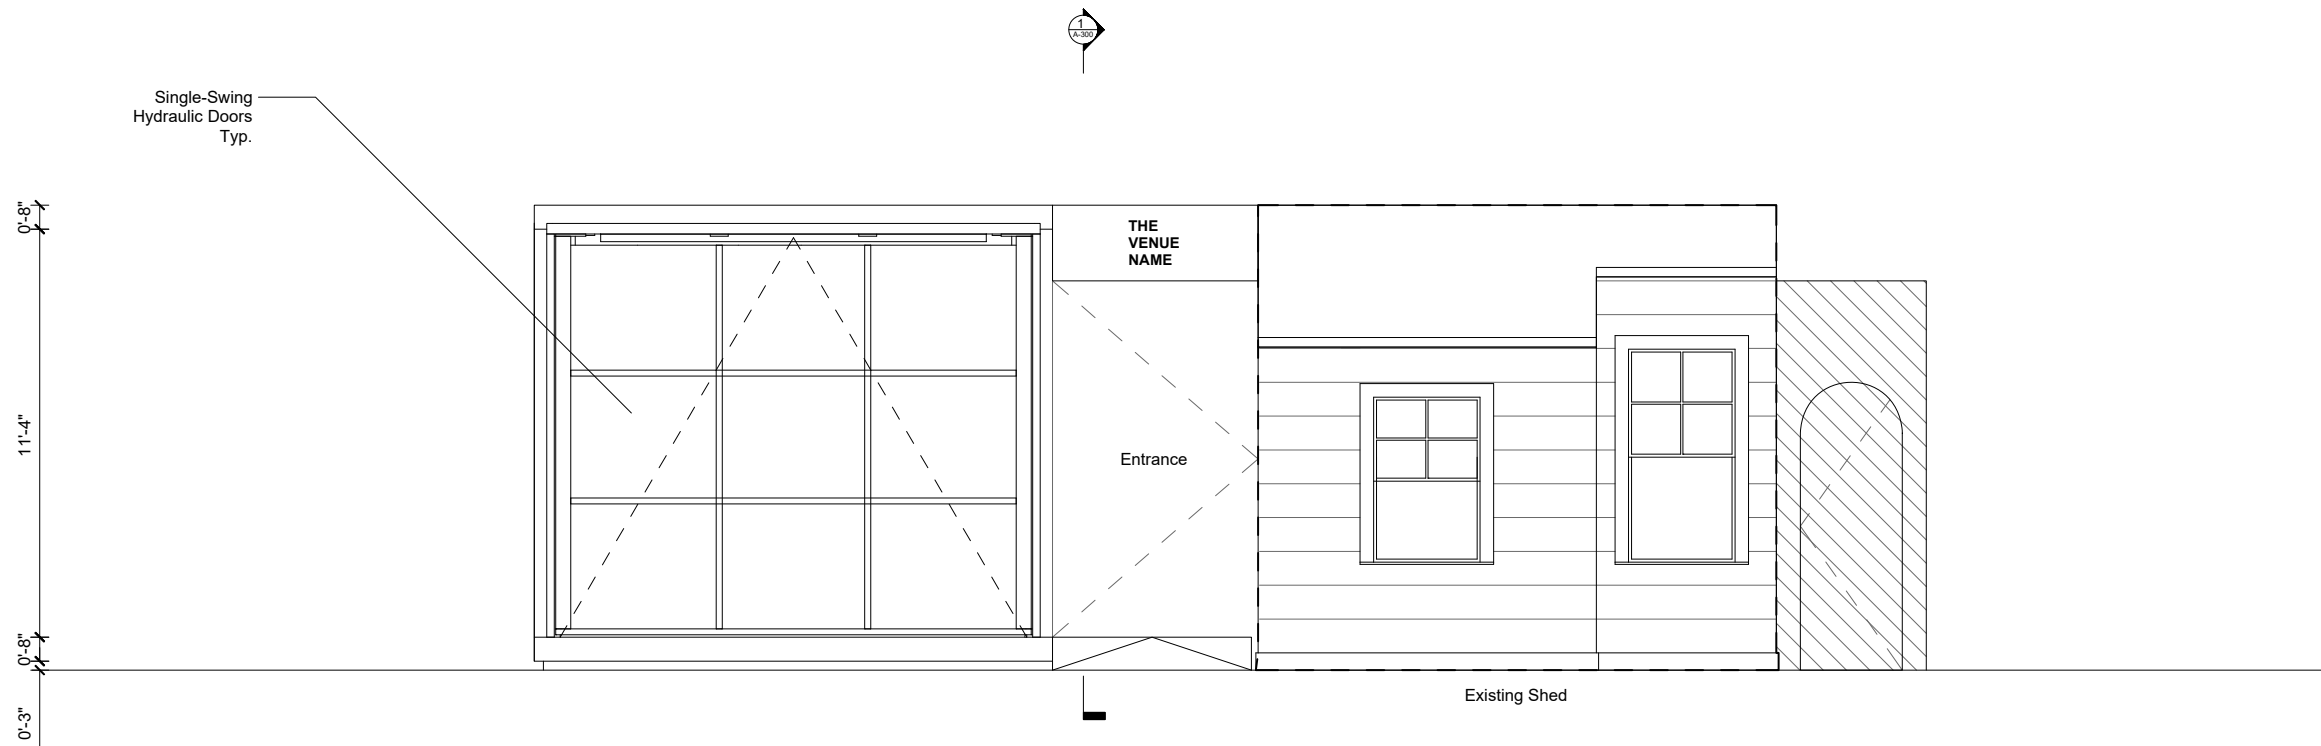 1
A-300
Single-Swing
Hydraulic Doors
Typ.
0'-8"
THE
VENUE
NAME
11'-4"
Entrance
0'-8"
Existing Shed
0'-3"